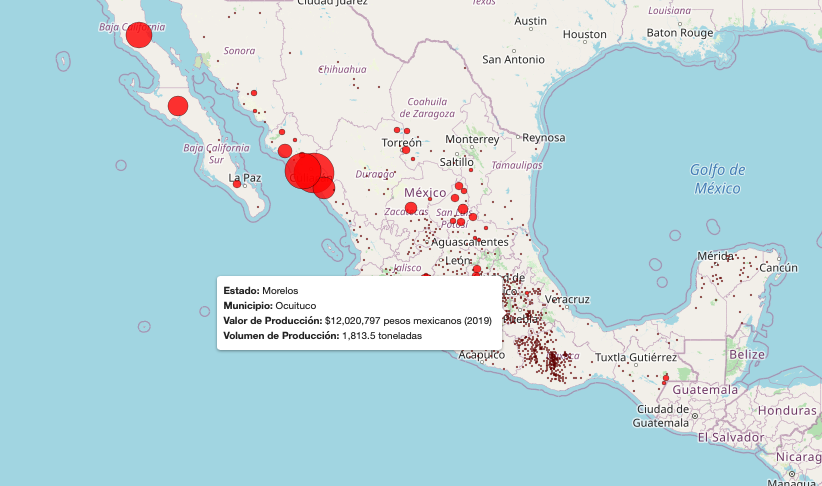 Ciudad Juárez
Texas
Louisiana
Austin
Baton Rouge
Houston
San Antonio
Baja California
Sonora
Chihuahua
Coahuila
de Zaragoza
Reynosa
Torreón
Monterrey
Saltillo
Baja California
Sur
La Paz
Durango
Tamaulipas
Golfo de
México
México
Zacatecas
San Luis
Potosí
Aguascalientes
León
Jalisco
Mérida
Cancún
Estado: Morelos
Municipio: Ocuituco
Valor de Producción: $12,020,797 pesos mexicanos (2019)
Volumen de Producción: 1,813.5 toneladas
Veracruz
Puebla
Acapulco
Tuxtla Gutiérrez
Belize
Guatemala
Ciudad de
Guatemala
Honduras
El Salvador
Nicarag
Managua